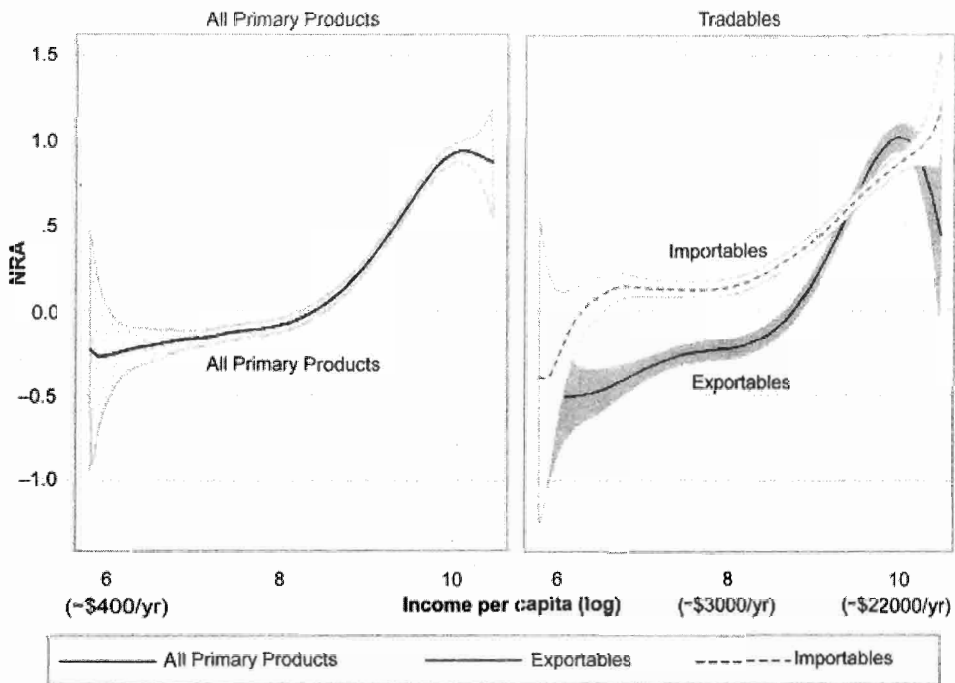 All Primary Products
Tradables
1.5
1.0
.5
0.0
–0.5
–1.0
NRA
All Primary Products
Importables
Exportables
6 8 10 6 8 10
(~$400/yr) Income per capita (log) (~$3000/yr) (~$22000/yr)
All Primary Products Exportables Importables